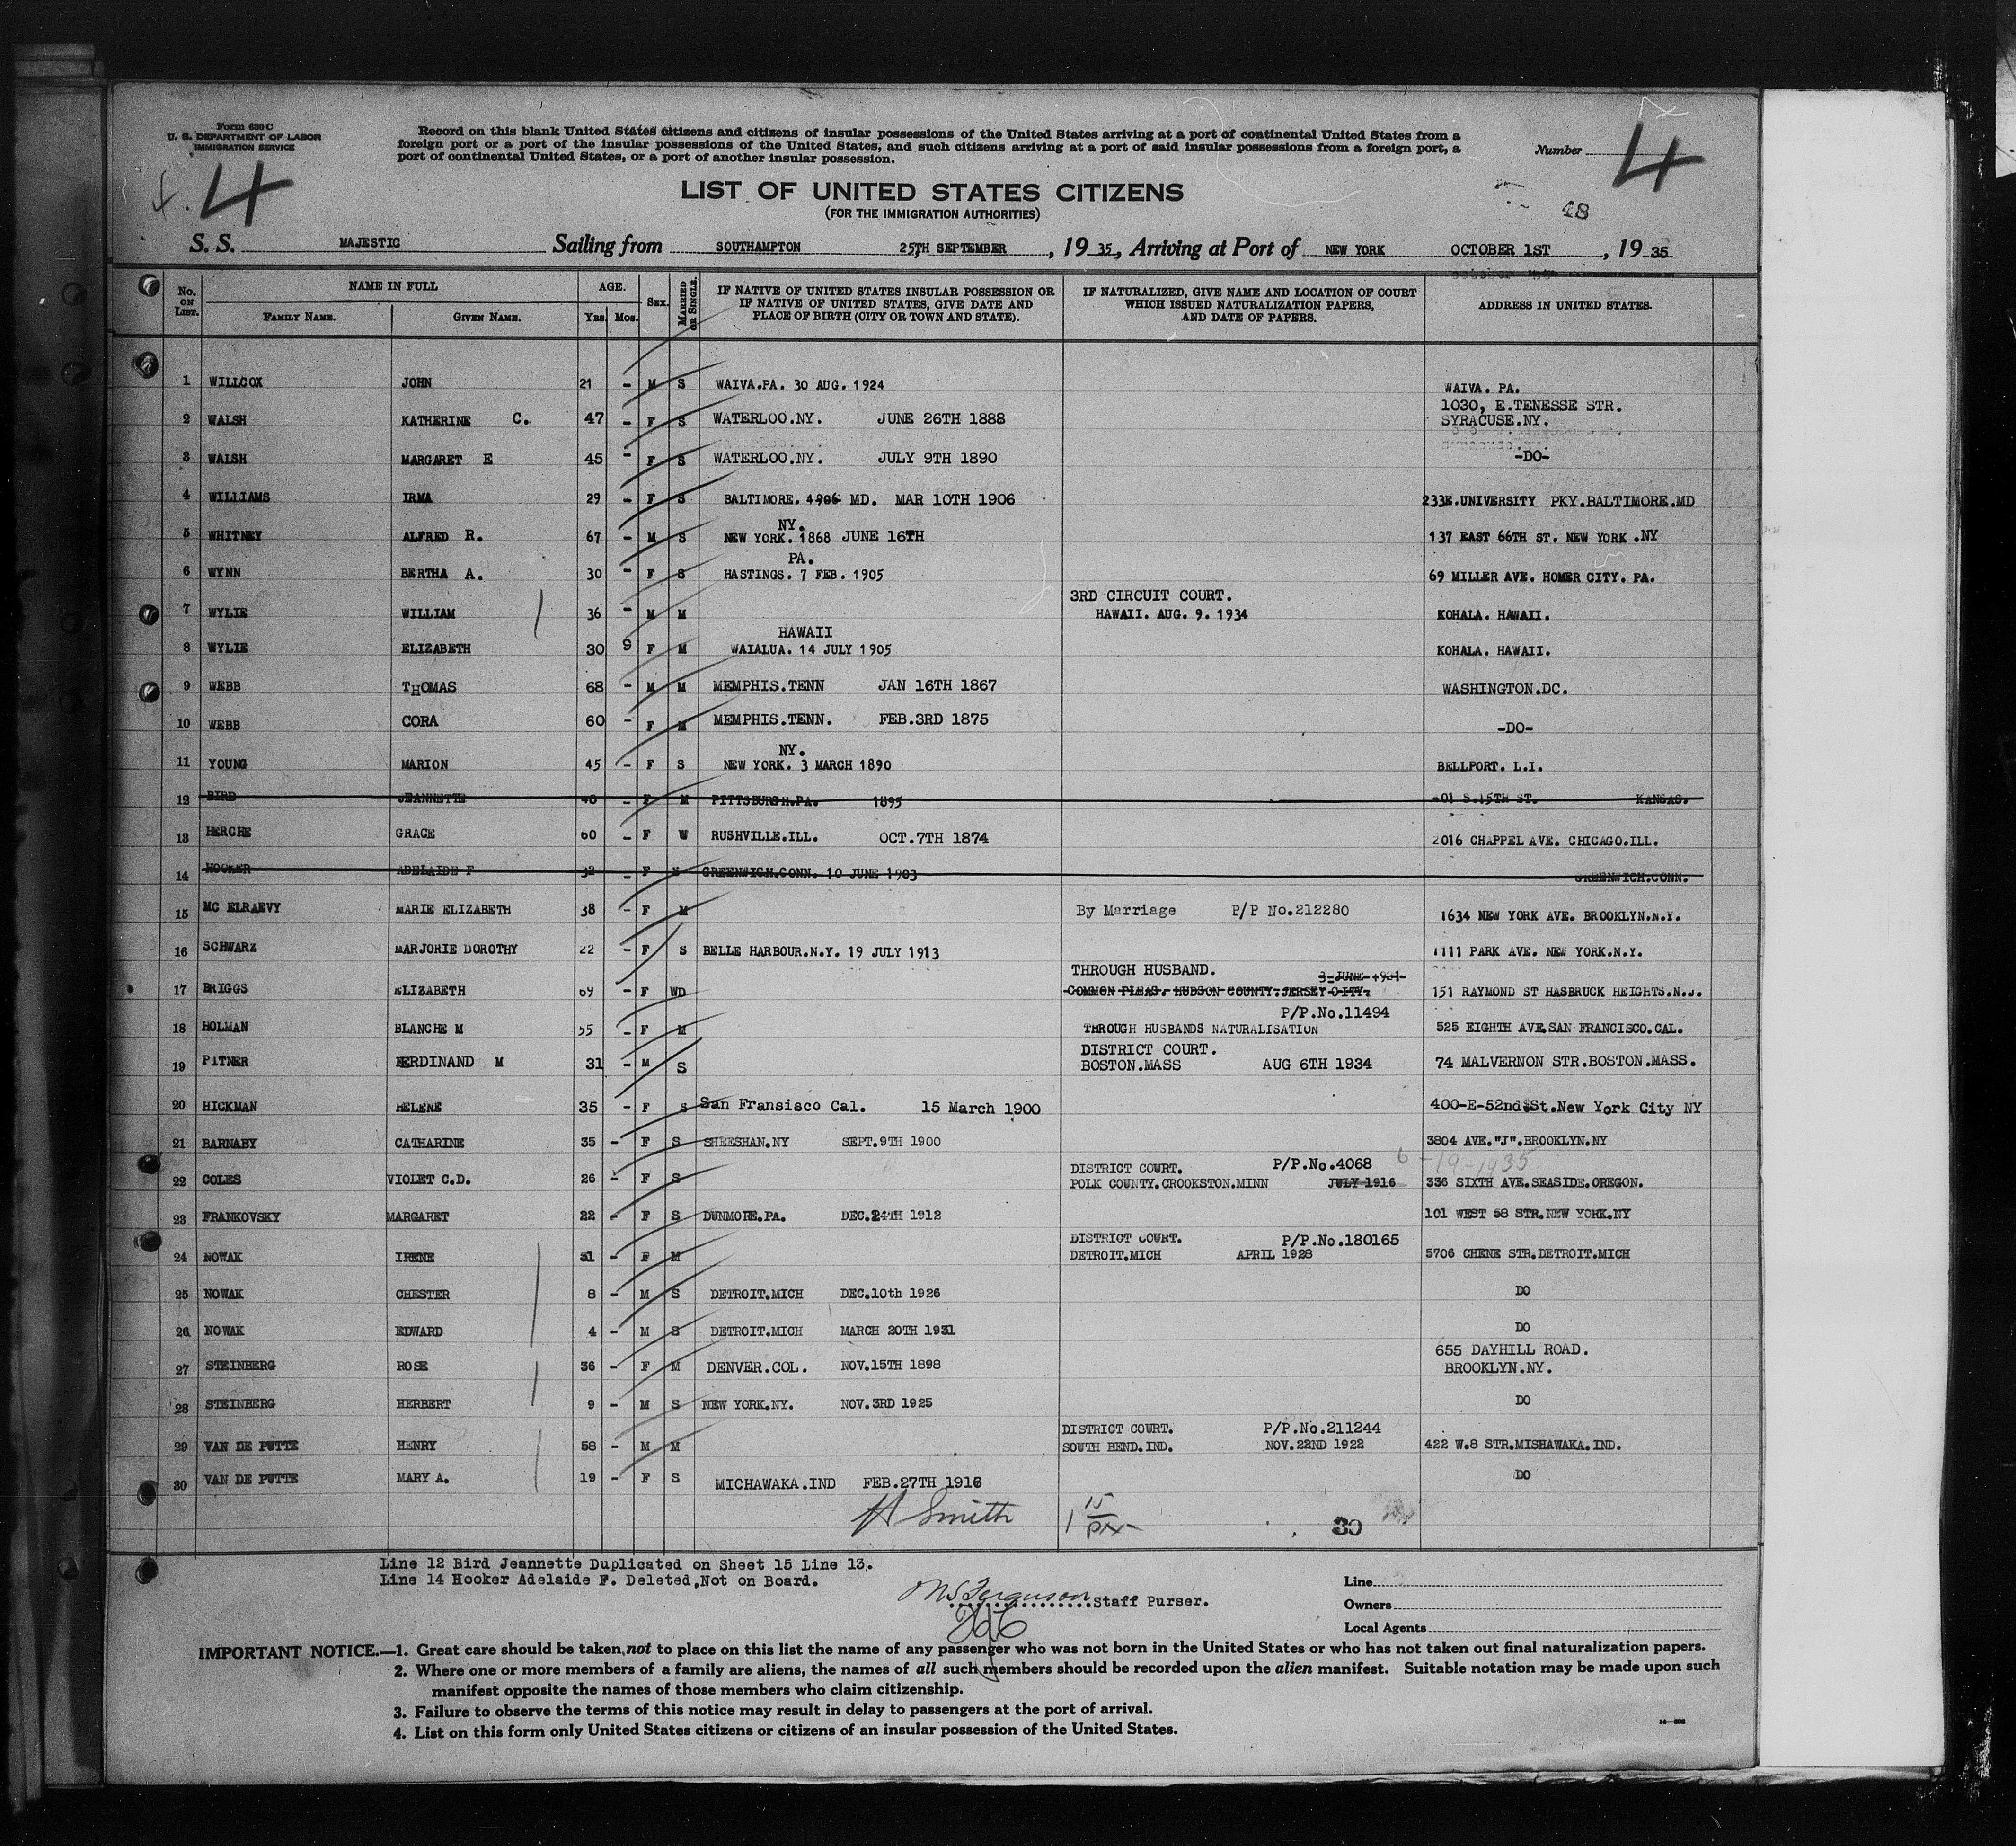 Form 630 C
U. S. DEPARTMENT OF LABOR
IMMIGRATION SERVICE
Record on this blank United States citizens and citizens of insular possessions of the United States arriving at a port of continental United States from a
foreign port or a port of the insular possessions of the United States, and such citizens arriving at a port of said insular possessions from a foreign port, a
port of continental United States, or a port of another insular possession.
Number 4
4
LIST OF UNITED STATES CITIZENS
(FOR THE IMMIGRATION AUTHORITIES)
48
S. S. MAJESTIC Sailing from SOUTHAMPTON 25TH SEPTEMBER, 1935, Arriving at Port of NEW YORK OCTOBER 1ST, 1935
No. ON LIST. NAME IN FULL FAMILY NAME. GIVEN NAME. AGE. Yrs. Mos. SEX. MARRIED OR SINGLE. IF NATIVE OF UNITED STATES INSULAR POSSESSION OR IF NATIVE OF UNITED STATES, GIVE DATE AND PLACE OF BIRTH (CITY OR TOWN AND STATE). IF NATURALIZED, GIVE NAME AND LOCATION OF COURT WHICH ISSUED NATURALIZATION PAPERS, AND DATE OF PAPERS. ADDRESS IN UNITED STATES.
1 WILLCOX JOHN 21 - M S WAIVA.PA. 30 AUG. 1924 WAIVA. PA.
1030, E.TENESSE STR.
2 WALSH KATHERINE C. 47 - F S WATERLOO.NY. JUNE 26TH 1888 SYRACUSE.NY.
3 WALSH MARGARET E 45 - F S WATERLOO.NY. JULY 9TH 1890 -DO-
4 WILLIAMS IRMA 29 - F S BALTIMORE. 1906 MD. MAR 10TH 1906 233E.UNIVERSITY PKY.BALTIMORE.MD
NY.
5 WHITNEY ALFRED R. 67 - M S NEW YORK. 1868 JUNE 16TH 137 EAST 66TH ST. NEW YORK .NY
PA.
6 WYNN BERTHA A. 30 - F S HASTINGS. 7 FEB. 1905 69 MILLER AVE. HOMER CITY. PA.
3RD CIRCUIT COURT.
7 WYLIE WILLIAM 36 - M M HAWAII. AUG. 9. 1934 KOHALA. HAWAII.
HAWAII
8 WYLIE ELIZABETH 30 9 F M WAIALUA. 14 JULY 1905 KOHALA. HAWAII.
9 WEBB THOMAS 68 - M M MEMPHIS.TENN JAN 16TH 1867 WASHINGTON.DC.
10 WEBB CORA 60 - F M MEMPHIS.TENN. FEB.3RD 1875 -DO-
NY.
11 YOUNG MARION 45 - F S NEW YORK. 3 MARCH 1890 BELLPORT. L.I.
12 BIRD JEANNETTE 40 - F M PITTSBURGH.PA. 1895 01 S.15TH ST. KANSAS.
13 HERCHE GRACE 60 - F W RUSHVILLE.ILL. OCT.7TH 1874 2016 CHAPPEL AVE. CHICAGO.ILL.
14 HOOKER ADELAIDE F 32 - F S GREENWICH.CONN. 10 JUNE 1903 GREENWICH.CONN.
15 MC ELRAEVY MARIE ELIZABETH 38 - F M By Marriage P/P No.212280 1634 NEW YORK AVE. BROOKLYN.N.Y.
16 SCHWARZ MARJORIE DOROTHY 22 - F S BELLE HARBOUR.N.Y. 19 JULY 1913 1111 PARK AVE. NEW YORK.N.Y.
THROUGH HUSBAND. 3-JUNE-1921-
17 BRIGGS ELIZABETH 69 - F WD COMMON PLEAS. HUDSON COUNTY.JERSEY CITY. 151 RAYMOND ST HASBRUCK HEIGHTS.N.J.
P/P.No.11494
18 HOLMAN BLANCHE M 55 - F M THROUGH HUSBANDS NATURALISATION 525 EIGHTH AVE.SAN FRANCISCO.CAL.
DISTRICT COURT.
19 PITNER FERDINAND M 31 - M S BOSTON.MASS AUG 6TH 1934 74 MALVERNON STR.BOSTON.MASS.
20 HICKMAN HELENE 35 - F S San Fransisco Cal. 15 March 1900 400-E-52nd.St.New York City NY
21 BARNABY CATHARINE 35 - F S SHEESHAN.NY SEPT.9TH 1900 3804 AVE."J".BROOKLYN.NY
DISTRICT COURT. P/P.No.4068 6-19-1935
22 COLES VIOLET C.D. 26 - F S POLK COUNTY.CROOKSTON.MINN JULY 1916 336 SIXTH AVE.SEASIDE.OREGON.
23 FRANKOVSKY MARGARET 22 - F S DUNMORE.PA. DEC.24TH 1912 101 WEST 58 STR.NEW YORK.NY
DISTRICT COURT. P/P.No.180165
24 NOWAK IRENE 31 - F M DETROIT.MICH APRIL 1928 5706 CHENE STR.DETROIT.MICH
25 NOWAK CHESTER 8 - M S DETROIT.MICH DEC.10th 1926 DO
26 NOWAK EDWARD 4 - M S DETROIT.MICH MARCH 20TH 1931 DO
655 DAYHILL ROAD.
27 STEINBERG ROSE 36 - F M DENVER.COL. NOV.15TH 1898 BROOKLYN.NY.
28 STEINBERG HERBERT 9 - M S NEW YORK.NY. NOV.3RD 1925 DO
DISTRICT COURT. P/P.No.211244
29 VAN DE PUTTE HENRY 58 - M M SOUTH BEND.IND. NOV.22ND 1922 422 W.8 STR.MISHAWAKA.IND.
30 VAN DE PUTTE MARY A. 19 - F S MICHAWAKA.IND FEB.27TH 1916 DO
H Smith 30
Line 12 Bird Jeannette Duplicated on Sheet 15 Line 13.
Line 14 Hooker Adelaide F. Deleted,Not on Board.
Ferguson Staff Purser.
Line
Owners
Local Agents
IMPORTANT NOTICE.—1. Great care should be taken not to place on this list the name of any passenger who was not born in the United States or who has not taken out final naturalization papers.
2. Where one or more members of a family are aliens, the names of all such members should be recorded upon the alien manifest. Suitable notation may be made upon such
manifest opposite the names of those members who claim citizenship.
3. Failure to observe the terms of this notice may result in delay to passengers at the port of arrival.
4. List on this form only United States citizens or citizens of an insular possession of the United States.